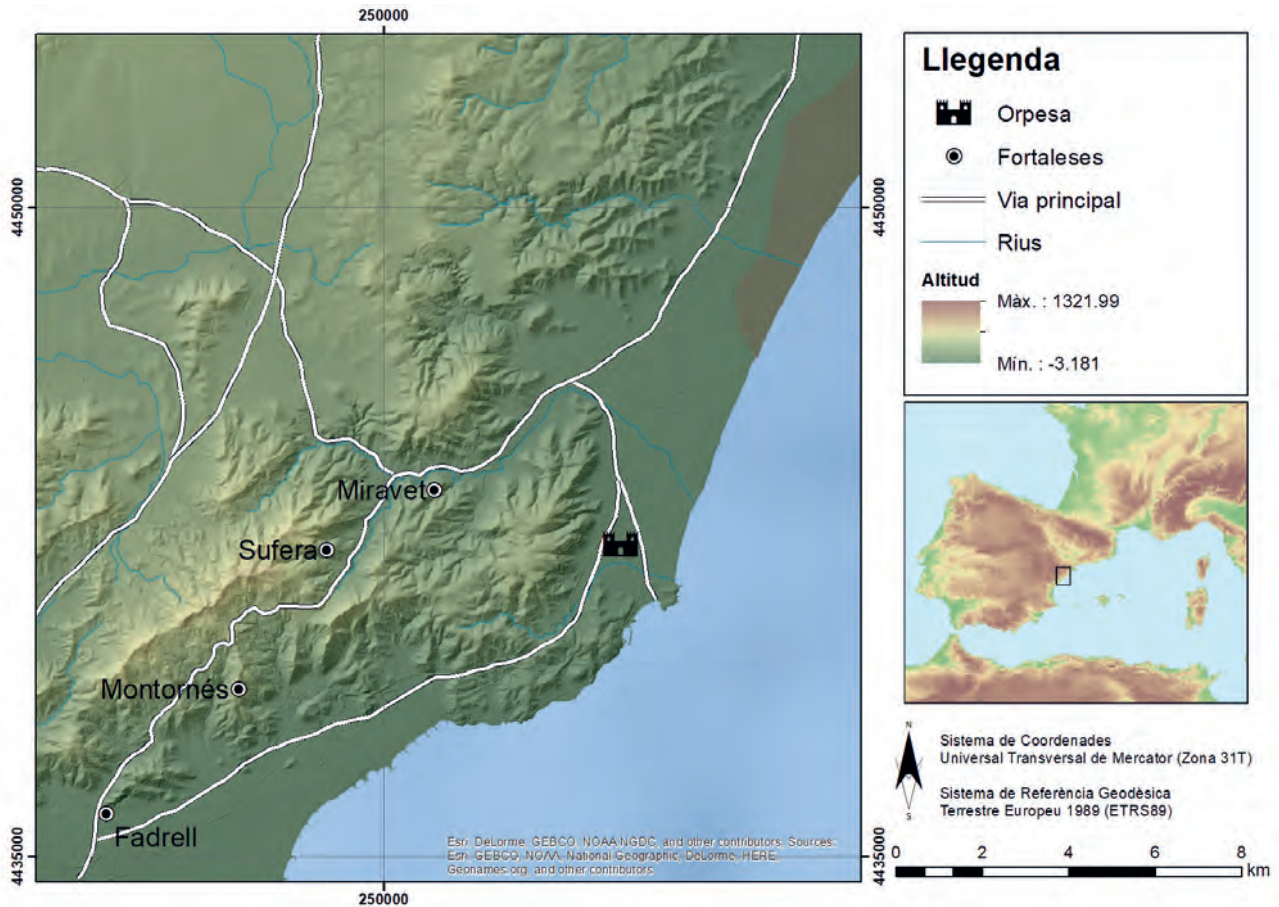 250000
4450000
4450000
Miravet
Sufera
Montornés
Fadrell
Esri, DeLorme, GEBCO, NOAA NGDC, and other contributors. Sources:
Esri, GEBCO, NOAA, National Geographic, DeLorme, HERE,
Geonames.org, and other contributors
4435000
4435000
250000
Llegenda
Orpesa
Fortaleses
Via principal
Rius
Altitud
Màx. : 1321.99
Mín. : -3.181
N
S
Sistema de Coordenades
Universal Transversal de Mercator (Zona 31T)
Sistema de Referència Geodèsica
Terrestre Europeu 1989 (ETRS89)
0 2 4 6 8
km